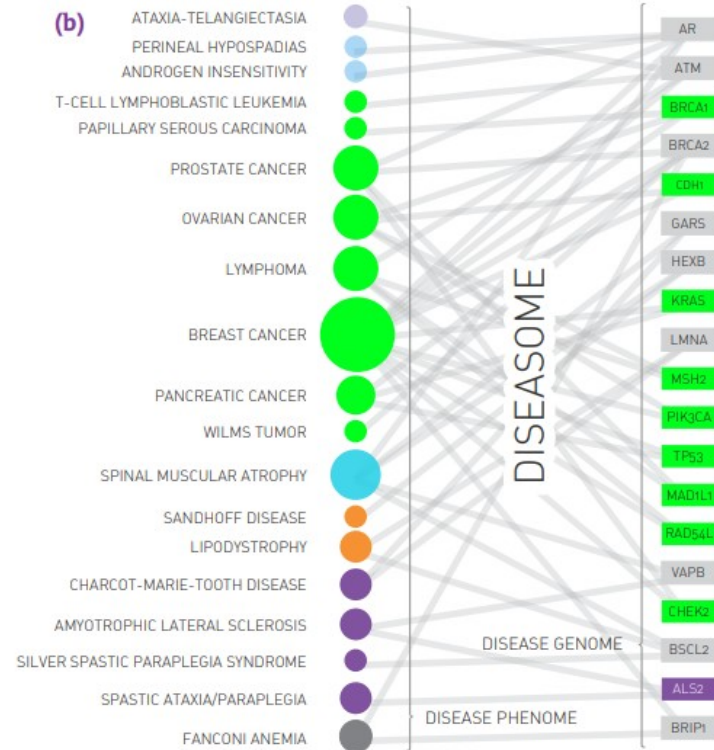 (b)
ATAXIA-TELANGIECTASIA
PERINEAL HYPOSPADIAS
ANDROGEN INSENSITIVITY
T-CELL LYMPHOBLASTIC LEUKEMIA
PAPILLARY SEROUS CARCINOMA
PROSTATE CANCER
OVARIAN CANCER
LYMPHOMA
BREAST CANCER
PANCREATIC CANCER
WILMS TUMOR
SPINAL MUSCULAR ATROPHY
SANDHOFF DISEASE
LIPODYSTROPHY
CHARCOT-MARIE-TOOTH DISEASE
AMYOTROPHIC LATERAL SCLEROSIS
SILVER SPASTIC PARAPLEGIA SYNDROME
SPASTIC ATAXIA/PARAPLEGIA
FANCONI ANEMIA
DISEASE PHENOME
DISEASOME
DISEASE GENOME
AR
ATM
BRCA1
BRCA2
CDH1
GARS
HEXB
KRAS
LMNA
MSH2
PIK3CA
TP53
MAD1L1
RAD54L
VAPB
CHEK2
BSCL2
ALS2
BRIP1